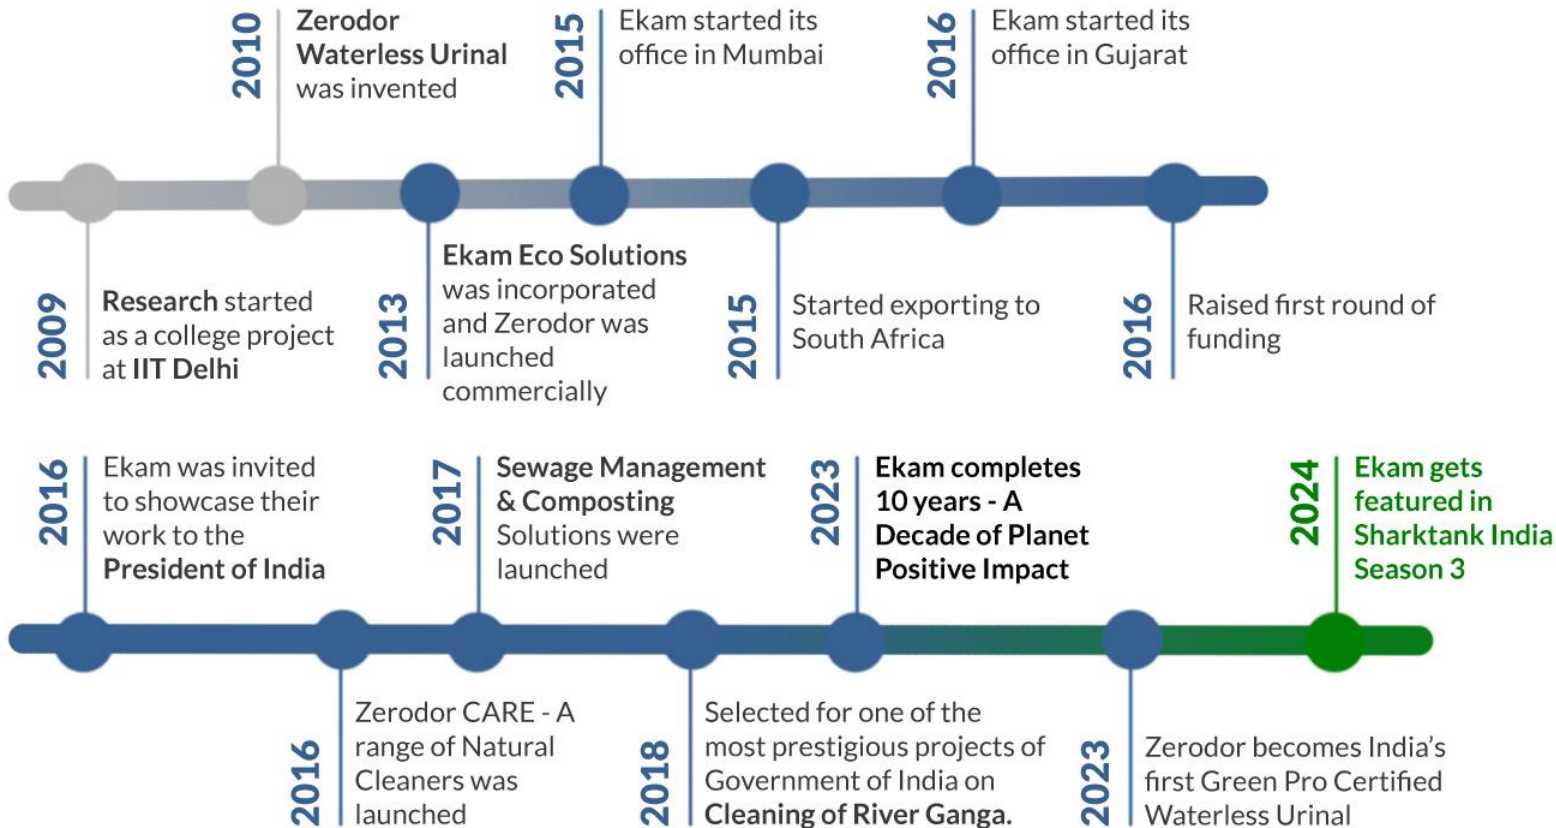 2010
Zerodor
Waterless Urinal
was invented
2015
Ekam started its
office in Mumbai
2016
Ekam started its
office in Gujarat
2009
Research started
as a college project
at IIT Delhi
2013
Ekam Eco Solutions
was incorporated
and Zerodor was
launched
commercially
2015
Started exporting to
South Africa
2016
Raised first round of
funding
2016
Ekam was invited
to showcase their
work to the
President of India
2017
Sewage Management
& Composting
Solutions were
launched
2023
Ekam completes
10 years - A
Decade of Planet
Positive Impact
2024
Ekam gets
featured in
Sharktank India
Season 3
2016
Zerodor CARE - A
range of Natural
Cleaners was
launched
2018
Selected for one of the
most prestigious projects of
Government of India on
Cleaning of River Ganga.
2023
Zerodor becomes India’s
first Green Pro Certified
Waterless Urinal